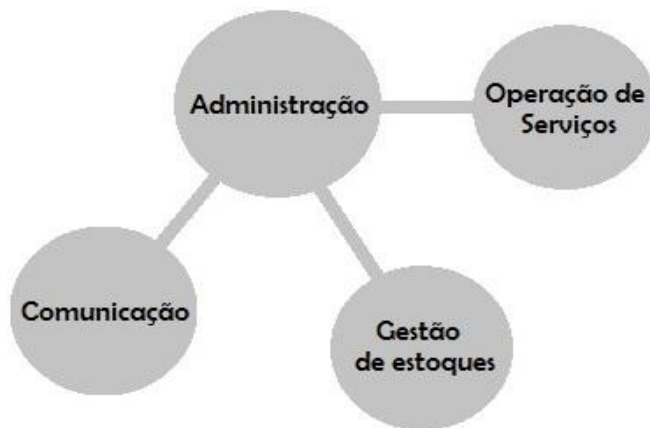 Administração
Operação de
Serviços
Comunicação
Gestão
de estoques